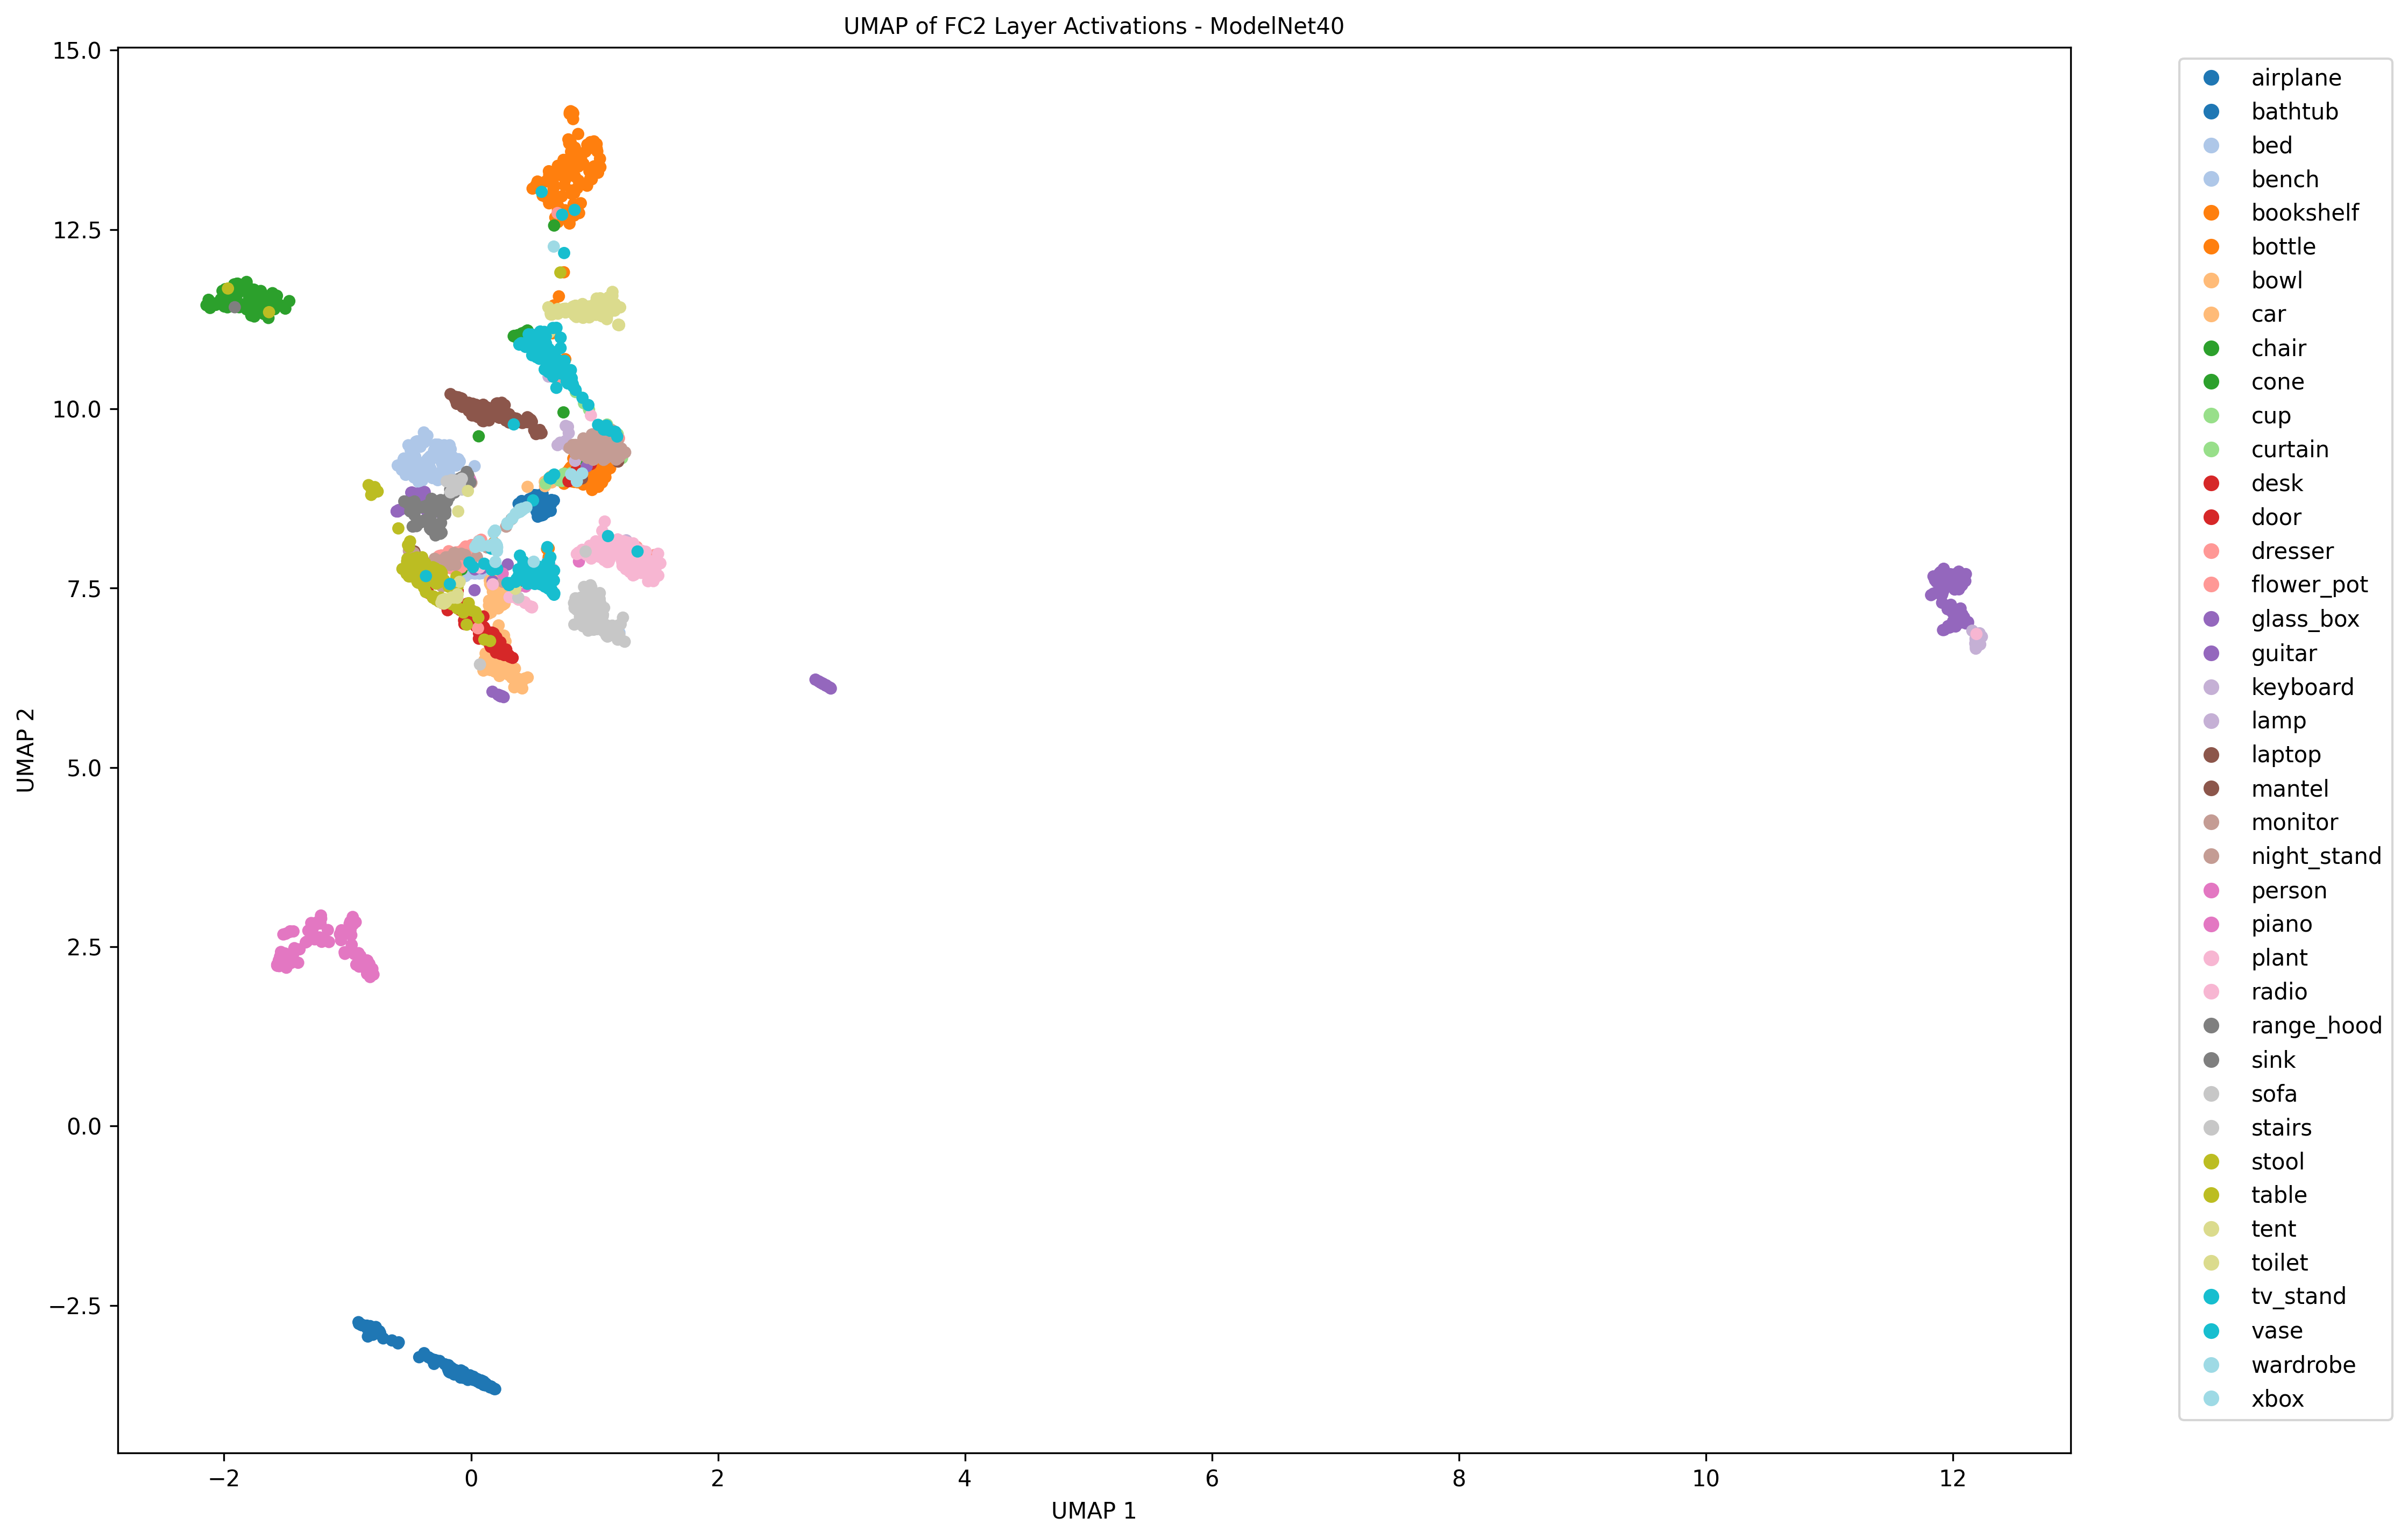 UMAP of FC2 Layer Activations - ModelNet40
15.0
12.5
10.0
7.5
5.0
2.5
0.0
−2.5
UMAP 2
−2
0
2
4
6
8
10
12
UMAP 1
airplane
bathtub
bed
bench
bookshelf
bottle
bowl
car
chair
cone
cup
curtain
desk
door
dresser
flower_pot
glass_box
guitar
keyboard
lamp
laptop
mantel
monitor
night_stand
person
piano
plant
radio
range_hood
sink
sofa
stairs
stool
table
tent
toilet
tv_stand
vase
wardrobe
xbox